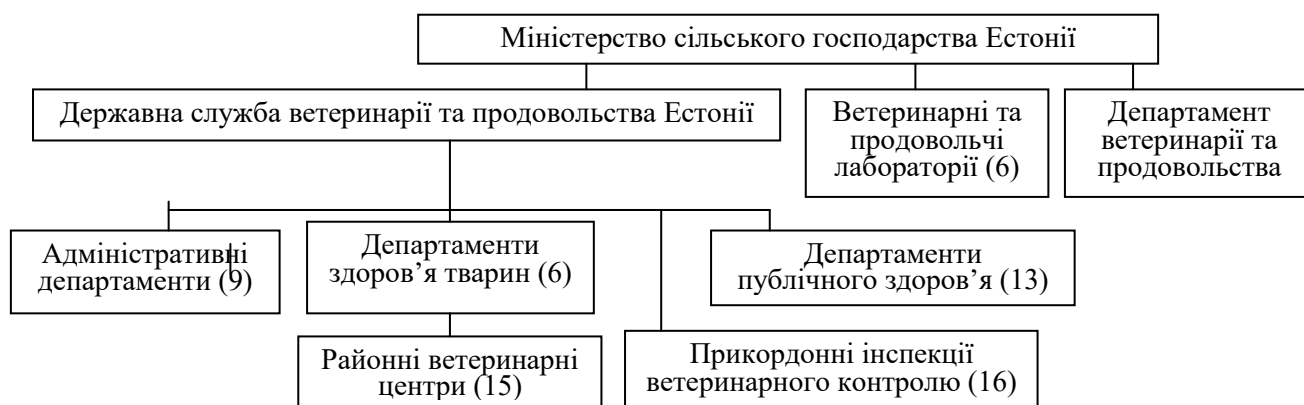 Міністерство сільського господарства Естонії
Державна служба ветеринарії та продовольства Естонії
Ветеринарні та
продовольчі
лабораторії (6)
Департамент
ветеринарії та
продовольства
Адміністративні
департаменти (9)
Департаменти
здоров’я тварин (6)
Департаменти
публічного здоров’я (13)
Районні ветеринарні
центри (15)
Прикордонні інспекції
ветеринарного контролю (16)